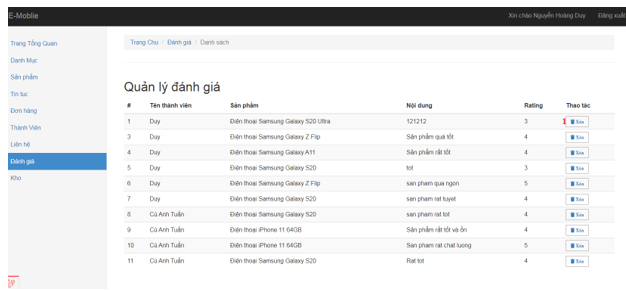 E-Moblie
Xin chào Nguyễn Hoàng Duy Đăng xuất
Trang Tổng Quan
Danh Mục
Sản phẩm
Tin tuc
Đơn hàng
Thành Viên
Liên hệ
Đánh giá
Kho
Trang Chu / Đánh giá / Danh sách
Quản lý đánh giá
# Tên thành viên Sản phẩm Nội dung Rating Thao tác
1 Duy Điện thoại Samsung Galaxy S20 Ultra 121212 3 1 Xóa
3 Duy Điện thoại Samsung Galaxy Z Flip Sản phẩm quá tốt 4 Xóa
4 Duy Điện thoại Samsung Galaxy A11 Sản phẩm rất tốt 4 Xóa
5 Duy Điện thoại Samsung Galaxy S20 tot 3 Xóa
6 Duy Điện thoại Samsung Galaxy Z Flip san pham qua ngon 5 Xóa
7 Duy Điện thoại Samsung Galaxy S20 san pham rat tuyet 4 Xóa
8 Cù Anh Tuấn Điện thoại Samsung Galaxy S20 san pham rat tot 4 Xóa
9 Cù Anh Tuấn Điện thoại iPhone 11 64GB Sản phẩm rất tốt và ổn 4 Xóa
10 Cù Anh Tuấn Điện thoại iPhone 11 64GB San pham rat chat luong 5 Xóa
11 Cù Anh Tuấn Điện thoại Samsung Galaxy S20 Rat tot 4 Xóa